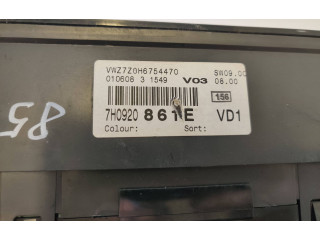 VWZ7Z0H6754470
010608 3 1549 V03
SW09.00
08.00
156
7H0920 861E VD1
Colour: Sort:
85